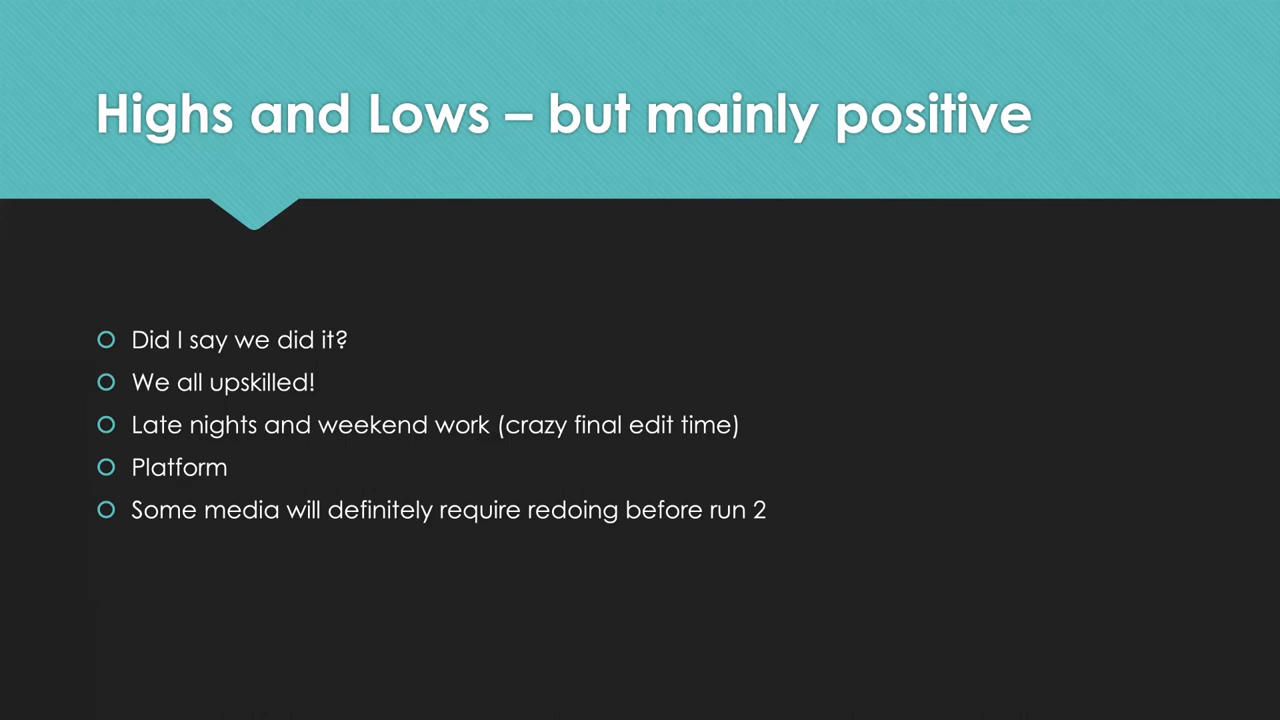 Highs and Lows – but mainly positive
Did I say we did it?
We all upskilled!
Late nights and weekend work (crazy final edit time)
Platform
Some media will definitely require redoing before run 2